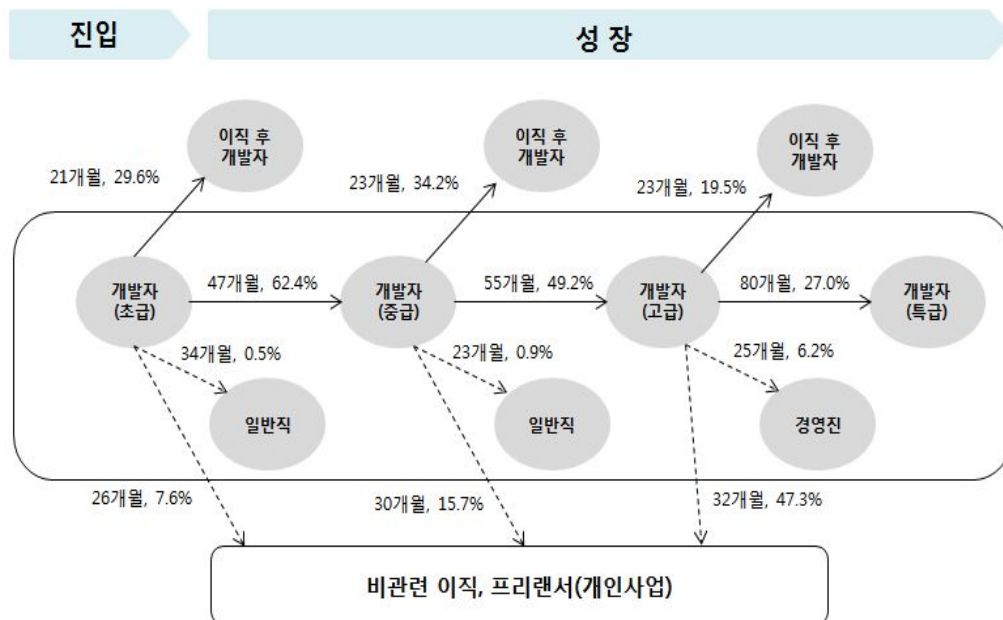 진입
성 장
이직 후
개발자
이직 후
개발자
이직 후
개발자
21개월, 29.6%
23개월, 34.2%
23개월, 19.5%
개발자
(초급)
47개월, 62.4%
개발자
(중급)
55개월, 49.2%
개발자
(고급)
80개월, 27.0%
개발자
(특급)
34개월, 0.5%
23개월, 0.9%
25개월, 6.2%
일반직
일반직
경영진
26개월, 7.6%
30개월, 15.7%
32개월, 47.3%
비관련 이직, 프리랜서(개인사업)